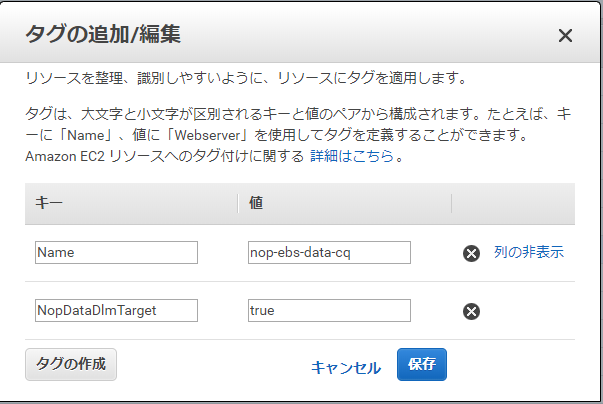 タグの追加/編集
リソースを整理、識別しやすいように、リソースにタグを適用します。
タグは、大文字と小文字が区別されるキーと値のペアから構成されます。たとえば、キ
ーに「Name」、値に「Webserver」を使用してタグを定義することができます。
Amazon EC2 リソースへのタグ付けに関する 詳細はこちら。
キー 値
Name nop-ebs-data-cq 列の非表示
NopDataDlmTarget true
タグの作成 キャンセル 保存